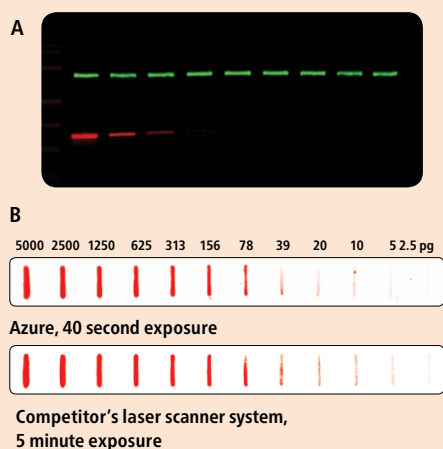 A
B
5000 2500 1250 625 313 156 78 39 20 10 5 2.5 pg
Azure, 40 second exposure
Competitor's laser scanner system,
5 minute exposure